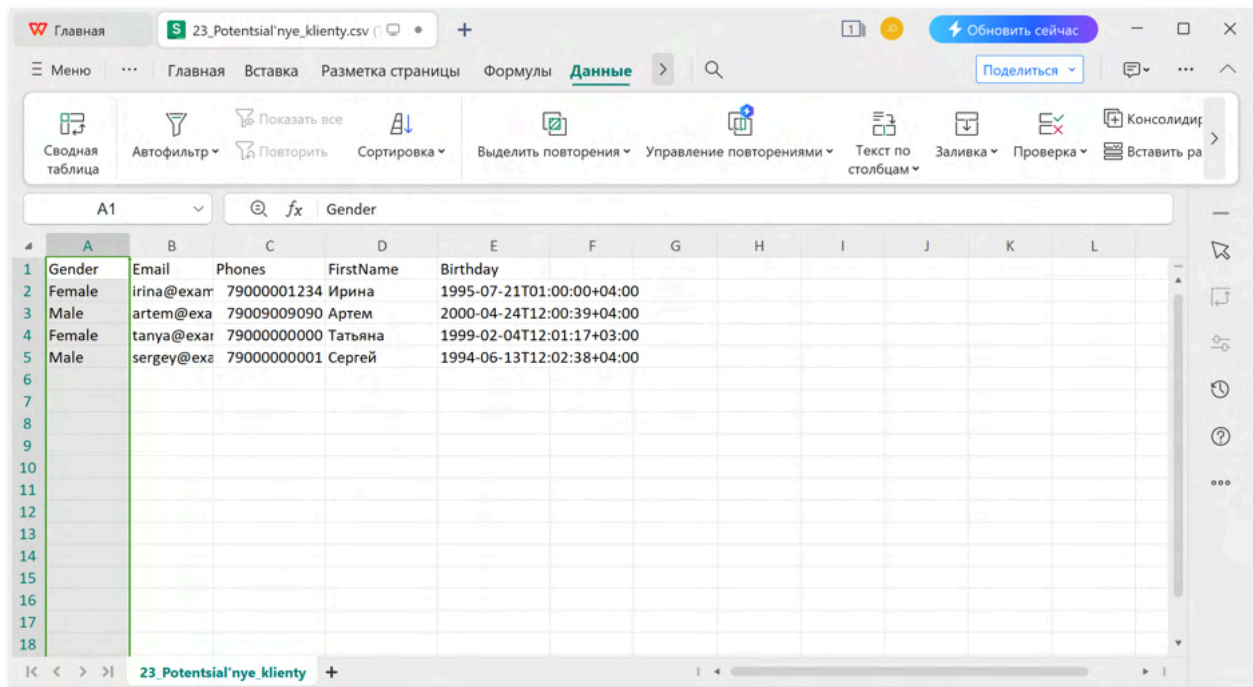 Главная 23_Potentsial'nye_klienty.csv ( 1 JD Обновить сейчас
Меню Главная Вставка Разметка страницы Формулы Данные Поделиться
Сводная таблица
Автофильтр
Показать все
Повторить
Сортировка
Выделить повторения
Управление повторениями
Текст по столбцам
Заливка
Проверка
Консолидир
Вставить ра
A1 fx Gender
A B C D E F G H I J K L
1 Gender Email Phones FirstName Birthday
2 Female irina@exam 79000001234 Ирина 1995-07-21T01:00:00+04:00
3 Male artem@exa 79009009090 Артем 2000-04-24T12:00:39+04:00
4 Female tanya@exar 79000000000 Татьяна 1999-02-04T12:01:17+03:00
5 Male sergey@exa 79000000001 Сергей 1994-06-13T12:02:38+04:00
6
7
8
9
10
11
12
13
14
15
16
17
18
23_Potentsial'nye_klienty